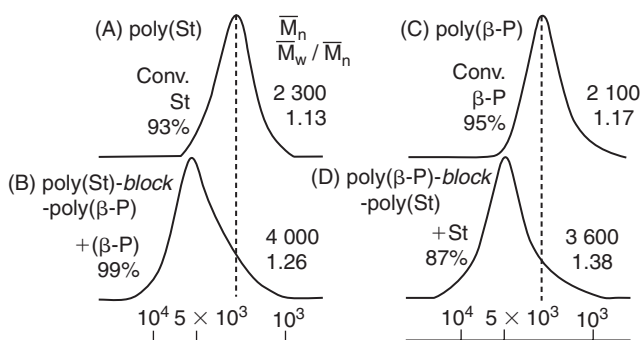 (A) poly(St)
M̅n
M̅w / M̅n
Conv.
St
93%
2 300
1.13
(B) poly(St)-block
-poly(β-P)
+(β-P)
99%
4 000
1.26
10⁴ 5 × 10³ 10³
(C) poly(β-P)
Conv.
β-P
95%
2 100
1.17
(D) poly(β-P)-block
-poly(St)
+St
87%
3 600
1.38
10⁴ 5 × 10³ 10³